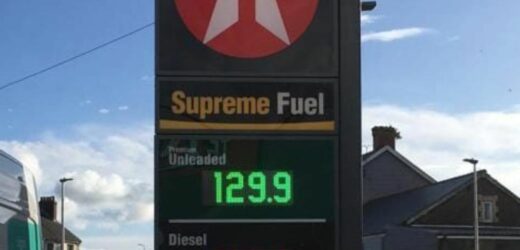 Supreme Fuel
Premium
Unleaded
129.9
Diesel